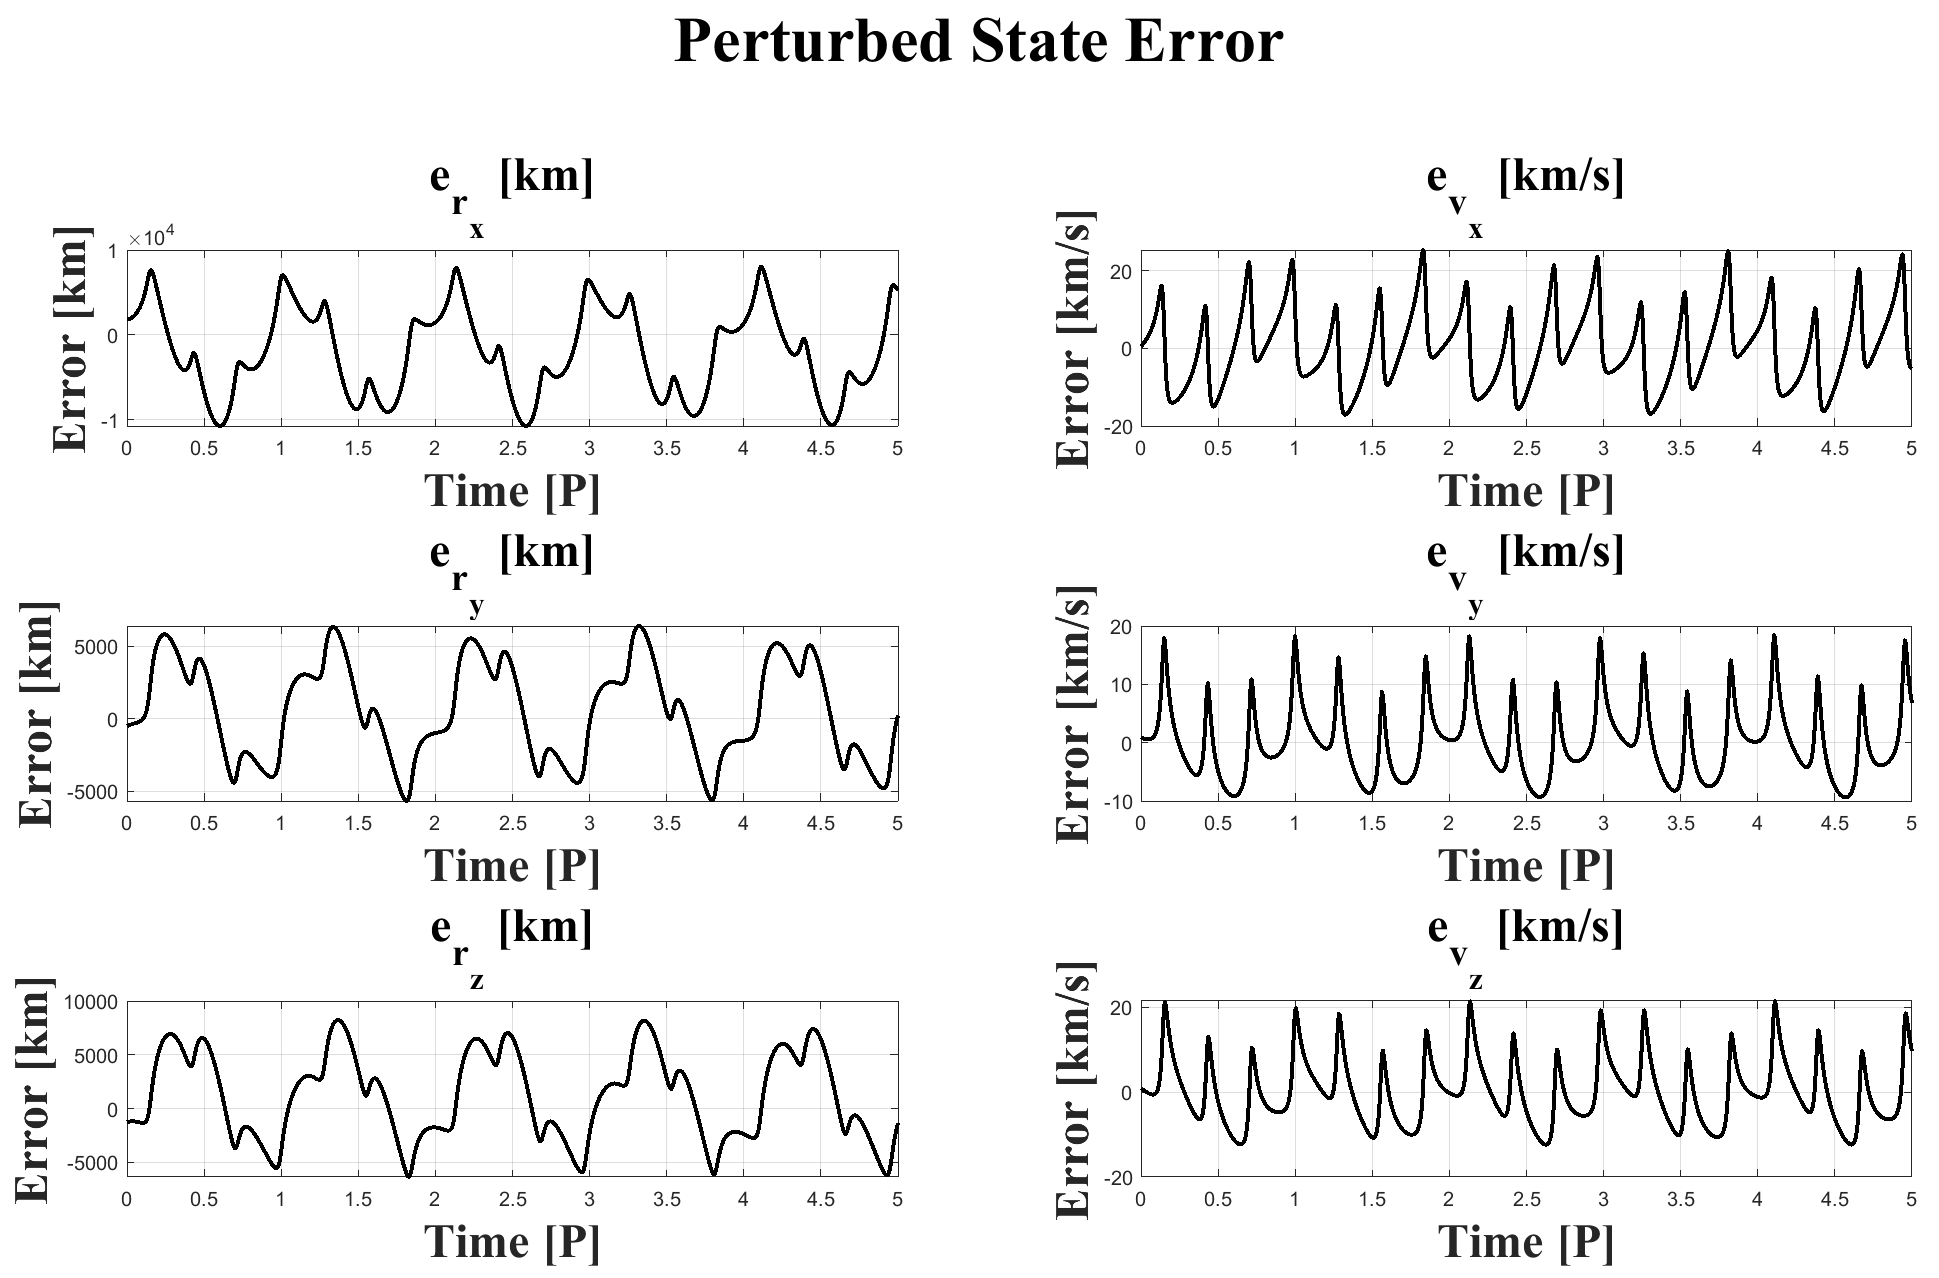 Perturbed State Error
e_r_x [km]
Error [km]
×10^4
1
0
-1
0 0.5 1 1.5 2 2.5 3 3.5 4 4.5 5
Time [P]
e_v_x [km/s]
Error [km/s]
20
0
-20
0 0.5 1 1.5 2 2.5 3 3.5 4 4.5 5
Time [P]
e_r_y [km]
Error [km]
5000
0
-5000
0 0.5 1 1.5 2 2.5 3 3.5 4 4.5 5
Time [P]
e_v_y [km/s]
Error [km/s]
20
10
0
-10
0 0.5 1 1.5 2 2.5 3 3.5 4 4.5 5
Time [P]
e_r_z [km]
Error [km]
10000
5000
0
-5000
0 0.5 1 1.5 2 2.5 3 3.5 4 4.5 5
Time [P]
e_v_z [km/s]
Error [km/s]
20
0
-20
0 0.5 1 1.5 2 2.5 3 3.5 4 4.5 5
Time [P]